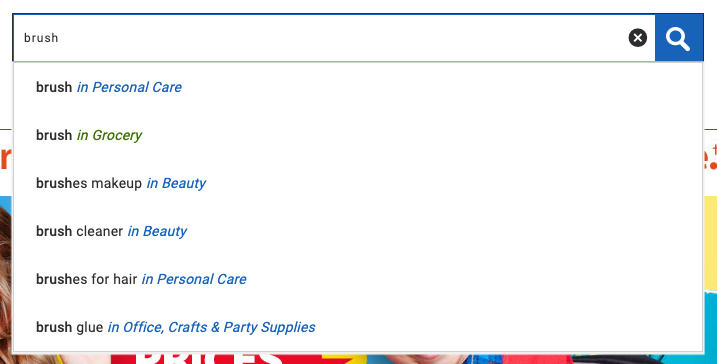 brush
brush in Personal Care
brush in Grocery
brushes makeup in Beauty
brush cleaner in Beauty
brushes for hair in Personal Care
brush glue in Office, Crafts & Party Supplies
PRICES